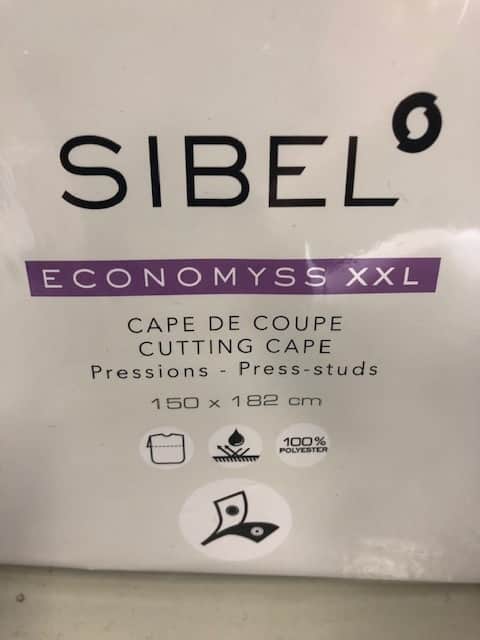 SIBEL
ECONOMYSS XXL
CAPE DE COUPE
CUTTING CAPE
Pressions - Press-studs
150 x 182 cm
100%
POLYESTER